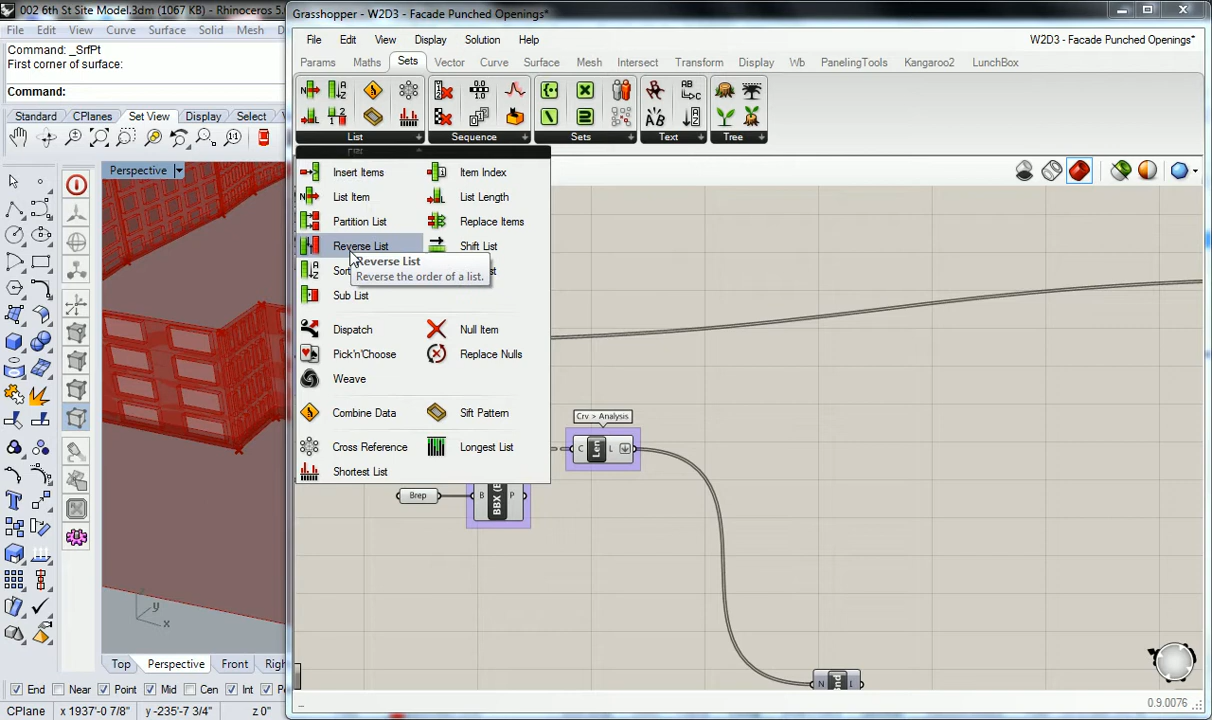 002 6th St Site Model.3dm (1067 KB) - Rhinoceros 5.
Grasshopper - W2D3 - Facade Punched Openings*
File Edit View Curve Surface Solid Mesh
File Edit View Display Solution Help
W2D3 - Facade Punched Openings*
Command: _SrfPt
First corner of surface:
Command:
Params Maths Sets Vector Curve Surface Mesh Intersect Transform Display Wb PanelingTools Kangaroo2 LunchBox
Standard CPlanes Set View Display Select
List Sequence Sets Text Tree
Perspective
List
Insert Items Item Index
List Item List Length
Partition List Replace Items
Reverse List Shift List
Reverse List
Reverse the order of a list.
Sub List
Dispatch Null Item
Pick'n'Choose Replace Nulls
Weave
Combine Data Sift Pattern
Cross Reference Longest List
Shortest List
Crv > Analysis
C Len L
Brep B BBX P
N I
z y x
Top Perspective Front
End Near Point Mid Cen Int
CPlane x 1937'-0 7/8" y -235'-7 3/4" z 0"
0.9.0076